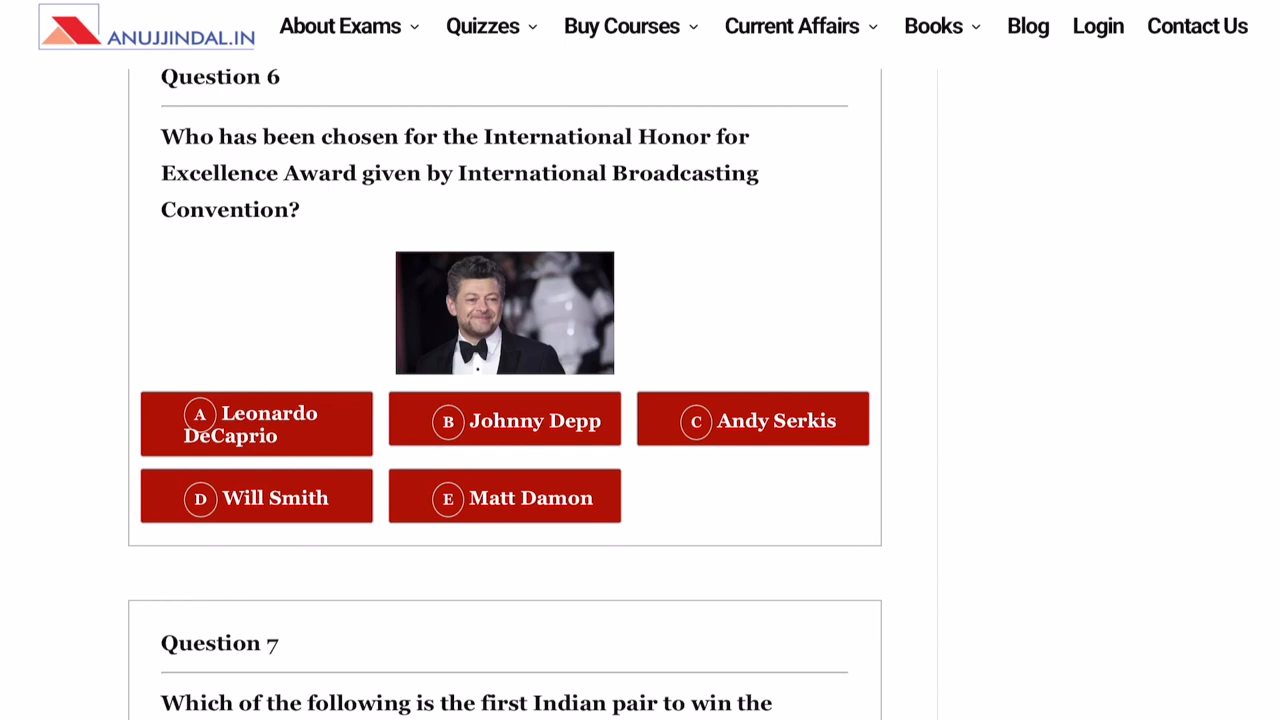 ANUJJINDAL.IN
About Exams Quizzes Buy Courses Current Affairs Books Blog Login Contact Us
Question 6
Who has been chosen for the International Honor for
Excellence Award given by International Broadcasting
Convention?
A Leonardo
DeCaprio
B Johnny Depp
C Andy Serkis
D Will Smith
E Matt Damon
Question 7
Which of the following is the first Indian pair to win the